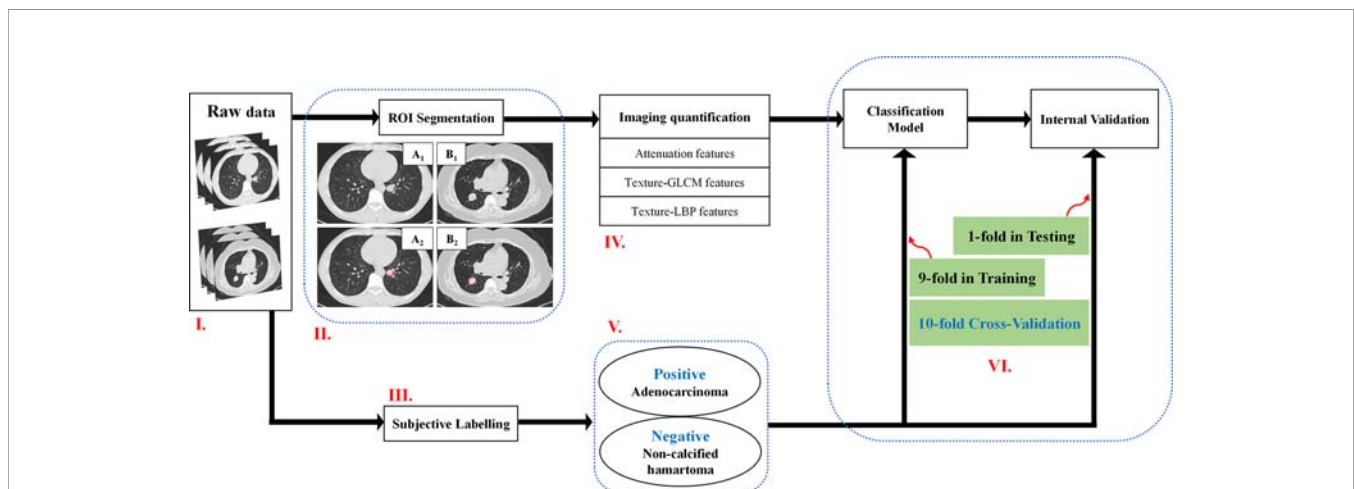 Raw data
I.
ROI Segmentation
A1
B1
A2
B2
II.
Imaging quantification
Attenuation features
Texture-GLCM features
Texture-LBP features
IV.
Classification
Model
Internal Validation
1-fold in Testing
9-fold in Training
10-fold Cross-Validation
VI.
III.
Subjective Labelling
V.
Positive
Adenocarcinoma
Negative
Non-calcified
hamartoma